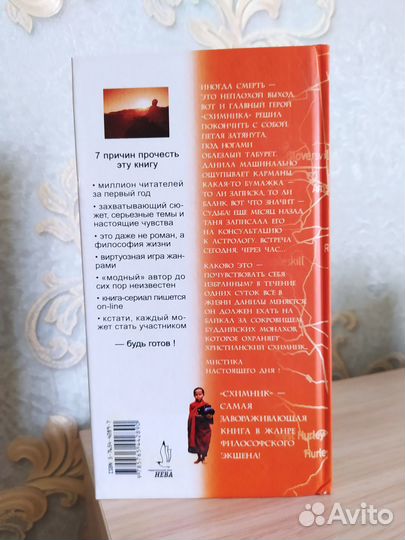 7 причин прочесть
эту книгу
• миллион читателей
за первый год
• захватывающий сю-
жет, серьезные темы и
настоящие чувства
• это даже не роман, а
философия жизни
• виртуозная игра жан-
рами
• «модный» автор до
сих пор неизвестен
• книга-сериал пишется
on-line
• кстати, каждый мо-
жет стать участником
— будь готов !
НЕВА
ИНОГДА СМЕРТЬ —
ЭТО НЕПЛОХОЙ ВЫХОД.
ВОТ И ГЛАВНЫЙ ГЕРОЙ
«СХИМНИКА» РЕШИЛ
ПОКОНЧИТЬ С СОБОЙ.
ПЕТЛЯ ЗАТЯНУТА.
ПОД НОГАМИ
ОБЛЕЗЛЫЙ ТАБУРЕТ.
ДАНИЛА МАШИНАЛЬНО
ОЩУПЫВАЕТ КАРМАНЫ.
КАКАЯ-ТО БУМАЖКА —
ТО ЛИ ЗАПИСКА, ТО ЛИ
БЛАНК. ВОТ ЧТО ЗНАЧИТ —
СУДЬБА! ЕЩЕ МЕСЯЦ НАЗАД
ТАНЯ ЗАПИСАЛА ЕГО
НА КОНСУЛЬТАЦИЮ
К АСТРОЛОГУ. ВСТРЕЧА
СЕГОДНЯ, ЧЕРЕЗ ЧАС...
КАКОВО ЭТО —
ПОЧУВСТВОВАТЬ СЕБЯ
ИЗБРАННЫМ? В ТЕЧЕНИЕ
ОДНИХ СУТОК ВСЕ В
ЖИЗНИ ДАНИЛЫ МЕНЯЕТСЯ.
ОН ДОЛЖЕН ЕХАТЬ НА
БАЙКАЛ ЗА СОКРОВИЩЕМ
БУДДИЙСКИХ МОНАХОВ,
КОТОРОЕ ОХРАНЯЕТ
ХРИСТИАНСКИЙ СХИМНИК.
МИСТИКА
НАСТОЯЩЕГО ДНЯ !
«СХИМНИК» —
САМАЯ
ЗАВОРАЖИВАЮЩАЯ
КНИГА В ЖАНРЕ
ФИЛОСОФСКОГО
ЭКШЕНА!
Hurley
Avito